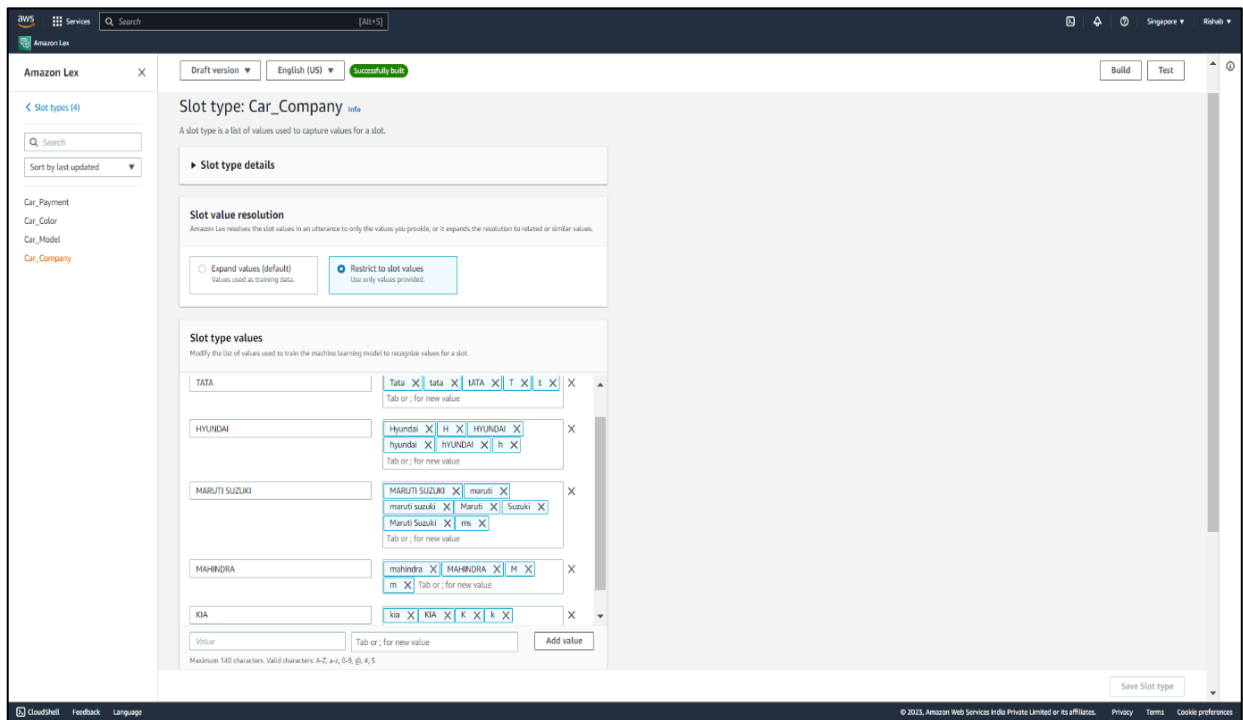 aws Services Search [Alt+S] Singapore ▼ Rishab ▼
Amazon Lex
Amazon Lex X
Slot types (4)
Search
Sort by last updated ▼
Car_Payment
Car_Color
Car_Model
Car_Company
Draft version ▼ English (US) ▼ Successfully built Build Test
Slot type: Car_Company Info
A slot type is a list of values used to capture values for a slot.
Slot type details
Slot value resolution
Amazon Lex resolves the slot values in an utterance to only the values you provide, or it expands the resolution to related or similar values.
Expand values (default)
Values used as training data.
Restrict to slot values
Use only values provided.
Slot type values
Modify the list of values used to train the machine learning model to recognize values for a slot.
TATA Tata X tata X tATA X T X t X X
Tab or ; for new value
HYUNDAI Hyundai X H X HYUNDAI X X
hyundai X hYUNDAI X h X
Tab or ; for new value
MARUTI SUZUKI MARUTI SUZUKI X maruti X X
maruti suzuki X Maruti X Suzuki X
Maruti Suzuki X ms X
Tab or ; for new value
MAHINDRA mahindra X MAHINDRA X M X X
m X Tab or ; for new value
KIA kia X KIA X K X k X X
Value Tab or ; for new value Add value
Maximum 140 characters. Valid characters: A-Z, a-z, 0-9, @, #, $
Save Slot type
CloudShell Feedback Language © 2023, Amazon Web Services India Private Limited or its affiliates. Privacy Terms Cookie preferences